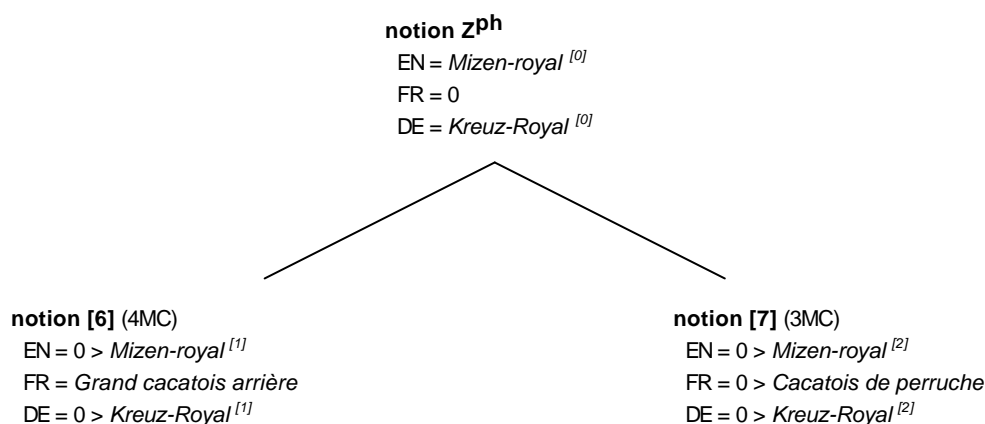 notion Zph
EN = Mizen-royal [0]
FR = 0
DE = Kreuz-Royal [0]
notion [6] (4MC)
EN = 0 > Mizen-royal [1]
FR = Grand cacatois arrière
DE = 0 > Kreuz-Royal [1]
notion [7] (3MC)
EN = 0 > Mizen-royal [2]
FR = 0 > Cacatois de perruche
DE = 0 > Kreuz-Royal [2]